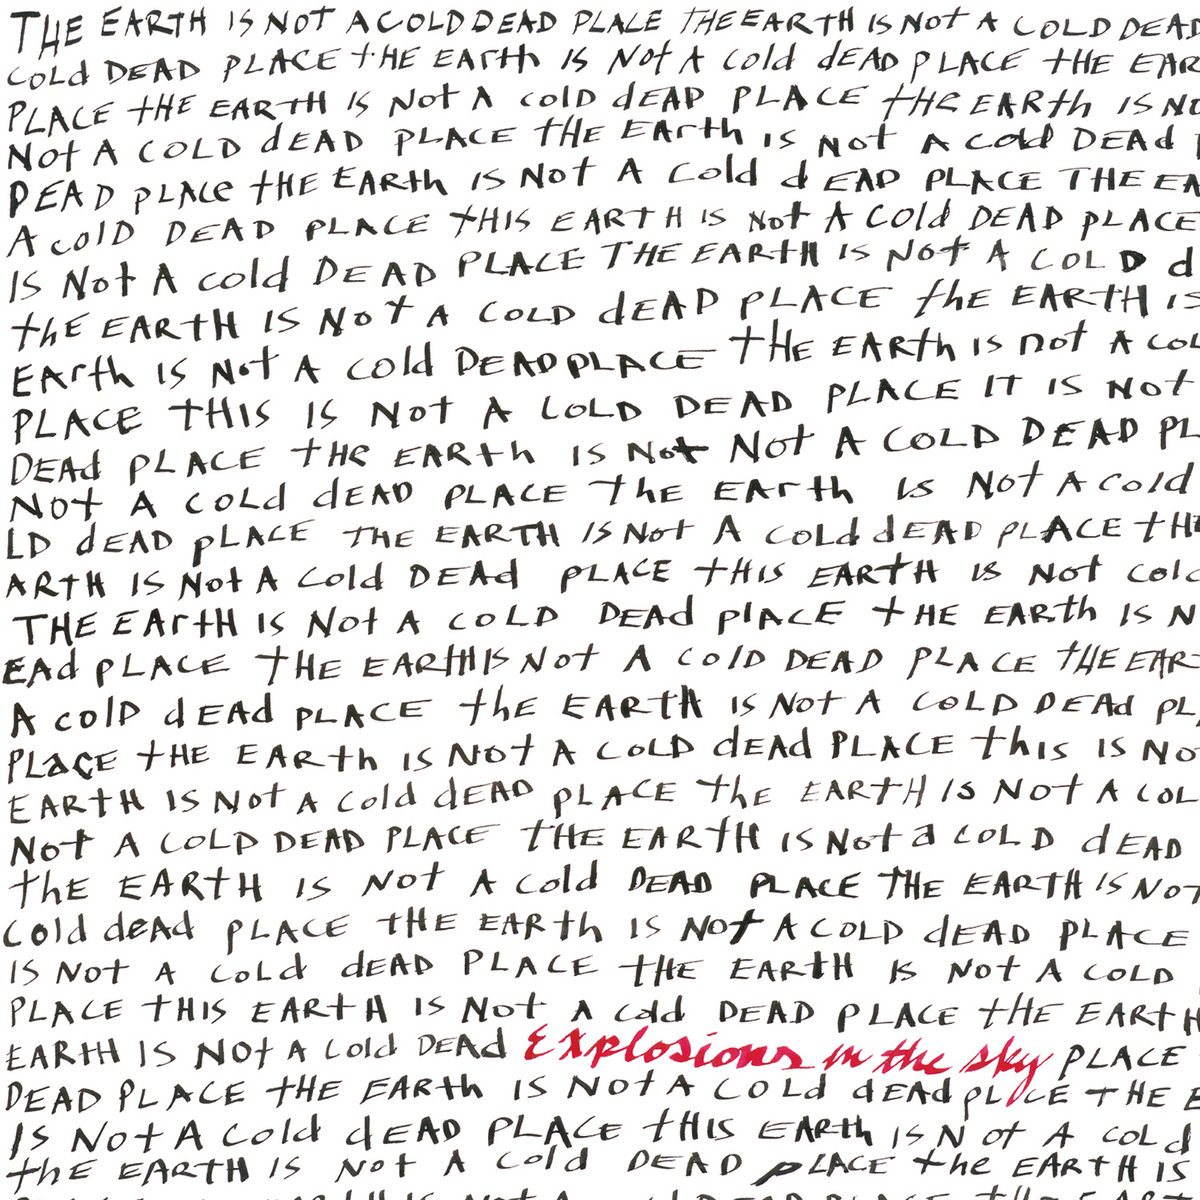 THE EARTH IS NOT A COLD DEAD PLACE THE EARTH IS NOT A COLD DEAD
COLD DEAD PLACE THE EARTH IS NOT A COLD DEAD PLACE THE EAR
PLACE THE EARTH IS NOT A COLD DEAD PLACE THE EARTH IS NO
NOT A COLD DEAD PLACE THE EARTH IS NOT A COLD DEAD
DEAD PLACE THE EARTH IS NOT A COLD DEAD PLACE THE EA
A COLD DEAD PLACE THIS EARTH IS NOT A COLD DEAD PLACE
IS NOT A COLD DEAD PLACE THE EARTH IS NOT A COLD d
the EARTH IS NOT A COLD dEAD PLACE the EARTH IS
EARTH IS NOT A COLD DEAD PLACE THE EARTH IS NOT A COL
PLACE THIS IS NOT A COLD DEAD PLACE IT IS NOT
DEAD PLACE THE EARTH IS NOT NOT A COLD DEAD PL
NOT A COLD DEAD PLACE The EARTH IS NOT A COLD
LD DEAD PLACE THE EARTH IS NOT A COLD DEAD PLACE THE
ARTH IS NOT A COLD DEAD PLACE THIS EARTH IS NOT COLD
THE EARTH IS NOT A COLD DEAD PLACE THE EARTH IS N
EAD PLACE THE EARTH IS NOT A COLD DEAD PLACE THE EAR
A COLD DEAD PLACE the EARTH IS NOT A COLD DEAD PL
PLACE THE EARTH IS NOT A COLD DEAD PLACE this IS NO
EARTH IS NOT A COLD DEAD PLACE the EARTH IS NOT A COL
NOT A COLD DEAD PLACE THE EARTH IS NOT a COLD DEAD
the EARTH IS NOT A COLD DEAD PLACE THE EARTH IS NOT
COLD DEAD PLACE THE EARTH IS NOT A COLD DEAD PLACE
IS NOT A COLD DEAD PLACE THE EARTH IS NOT A COLD
PLACE THIS EARTH IS NOT A COLD DEAD PLACE THE EARTH
EARTH IS NOT A COLD DEAD Explosions in the sky PLACE
DEAD PLACE THE EARTH IS NOT A COLD DEAD PLACE THE E
IS NOT A COLD DEAD PLACE THIS EARTH IS NOT A COLD
the EARTH IS NOT A COLD DEAD PLACE the EARTH IS